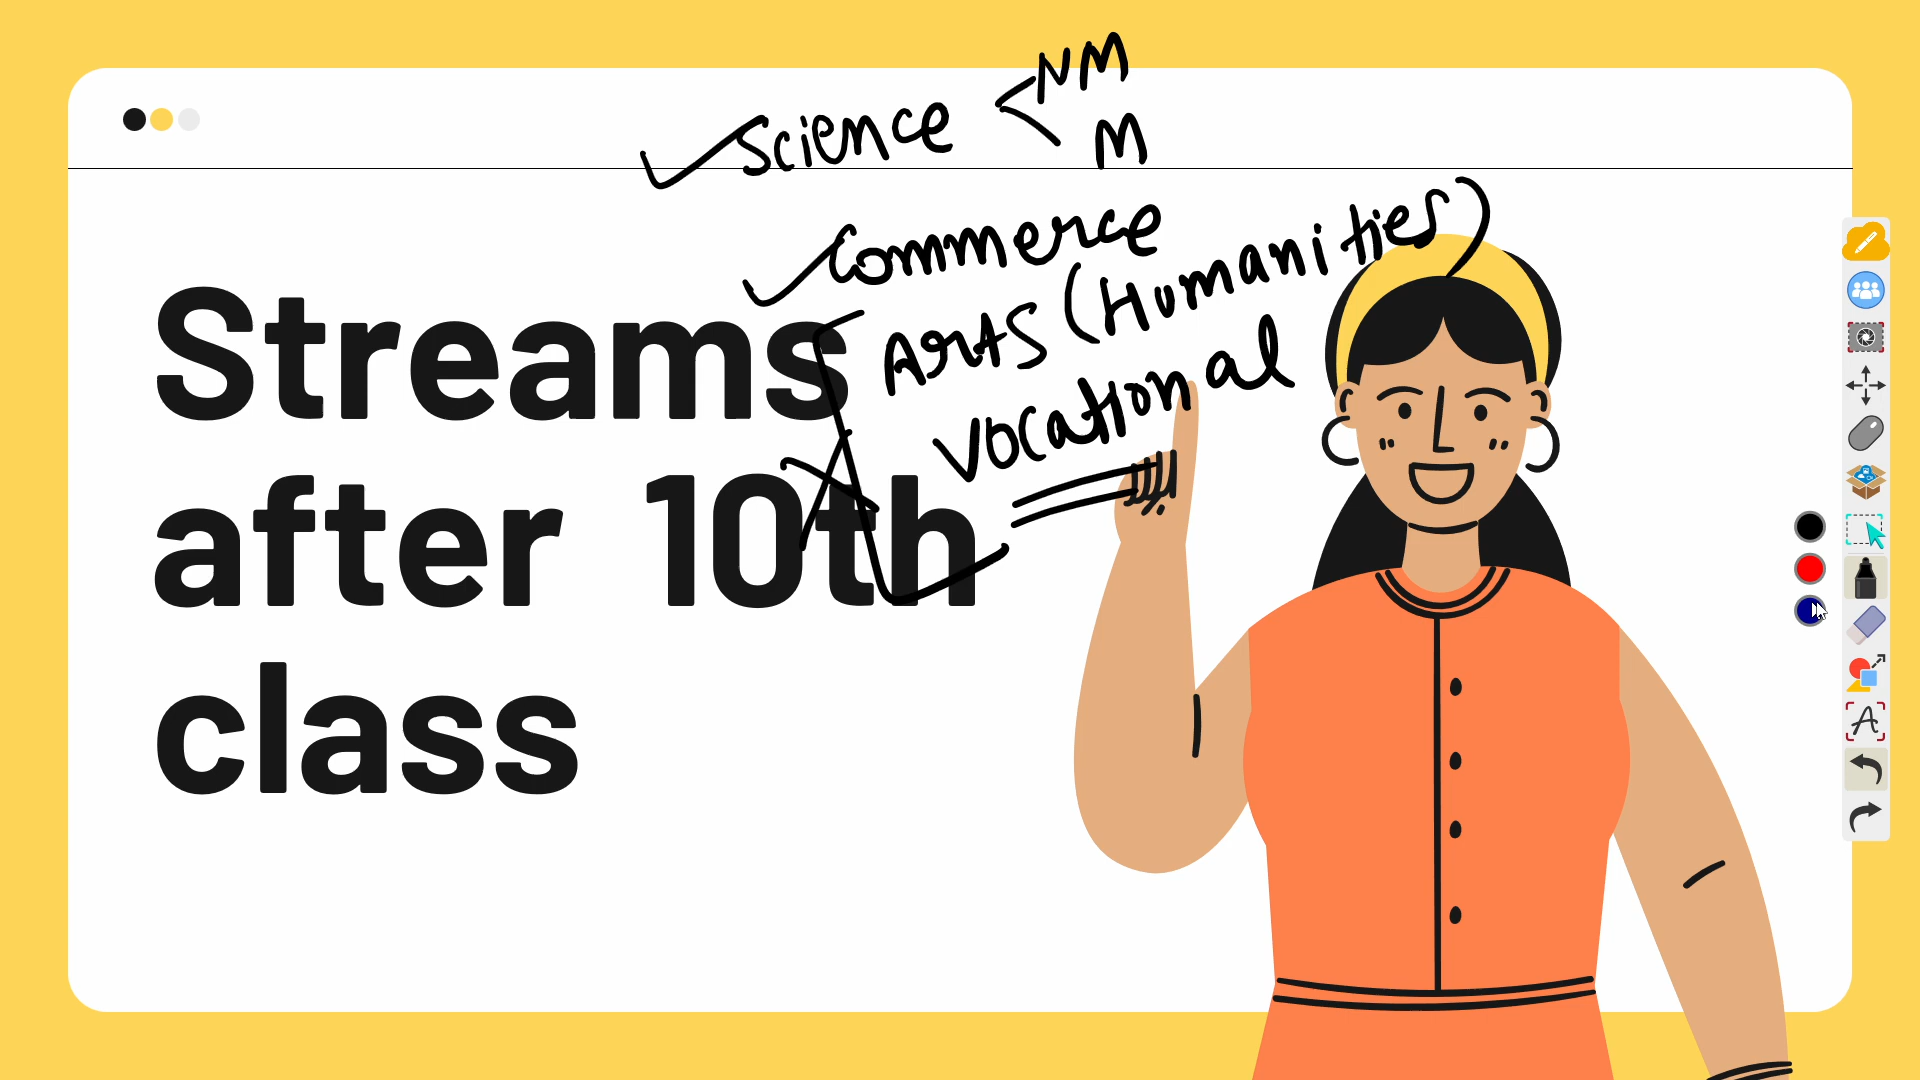 Science < NM
M
Commerce
Arts (Humanities)
Vocational
Streams
after 10th
class